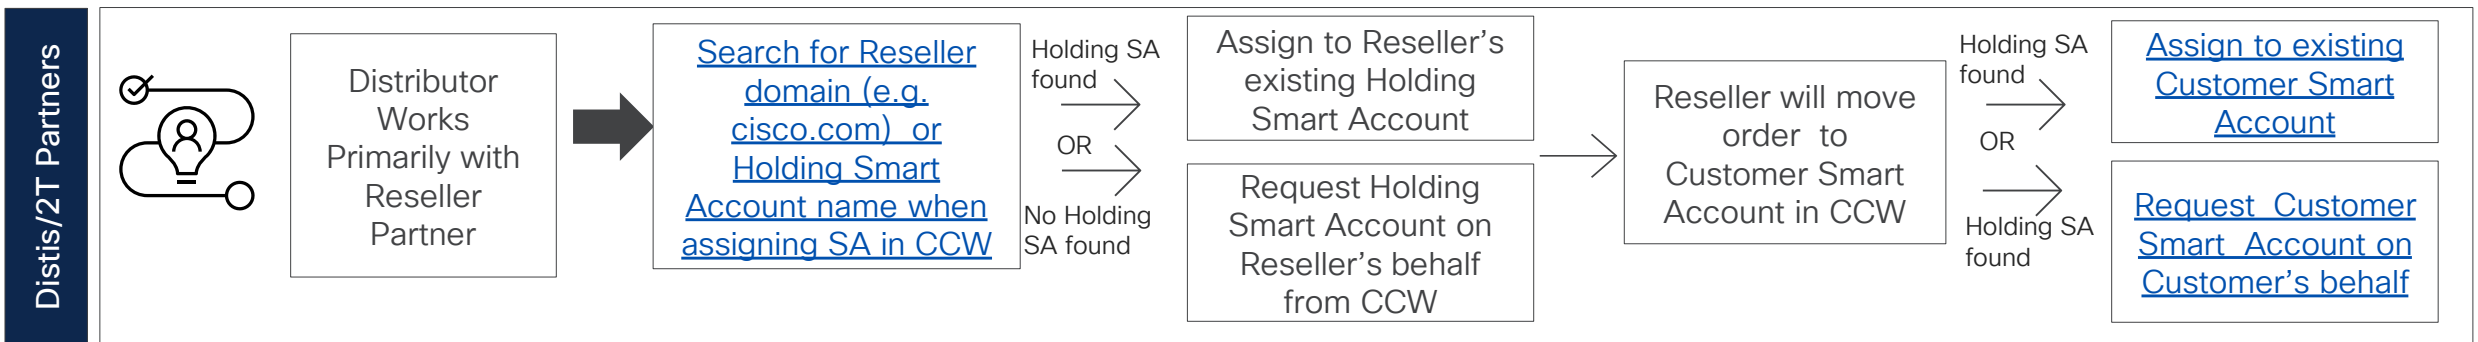 Distis/2T Partners
Distributor
Works
Primarily with
Reseller
Partner
Search for Reseller
domain (e.g.
cisco.com)  or
Holding Smart
Account name when
assigning SA in CCW
Holding SA
found
OR
No Holding
SA found
Assign to Reseller’s
existing Holding
Smart Account
Request Holding
Smart Account on
Reseller’s behalf
from CCW
Reseller will move
order  to
Customer Smart
Account in CCW
Holding SA
found
OR
Holding SA
found
Assign to existing
Customer Smart
Account
Request  Customer
Smart  Account on
Customer’s behalf